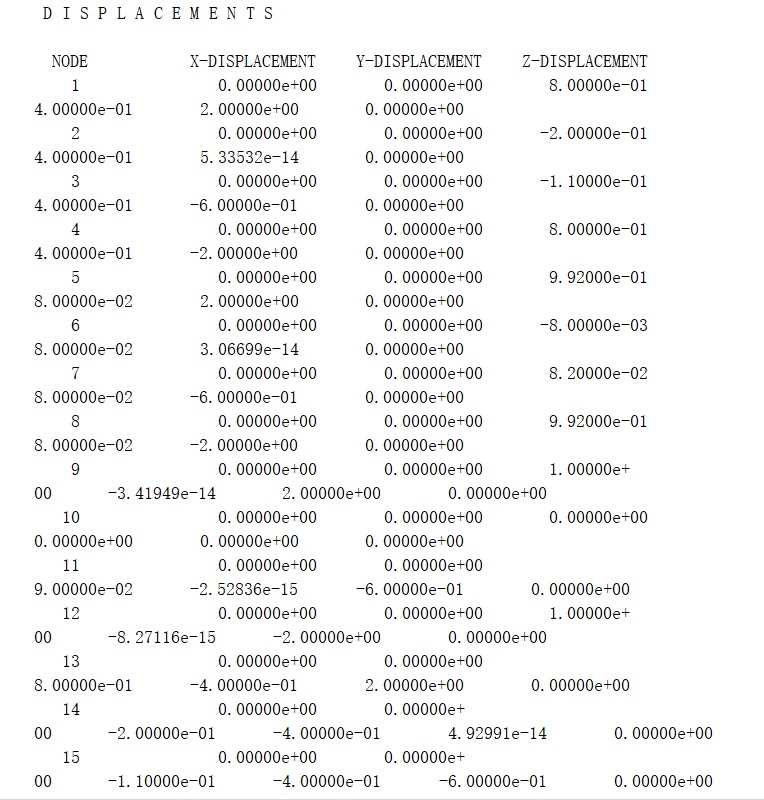 D I S P L A C E M E N T S
NODE X-DISPLACEMENT Y-DISPLACEMENT Z-DISPLACEMENT
1 0.00000e+00 0.00000e+00 8.00000e-01
4.00000e-01 2.00000e+00 0.00000e+00
2 0.00000e+00 0.00000e+00 -2.00000e-01
4.00000e-01 5.33532e-14 0.00000e+00
3 0.00000e+00 0.00000e+00 -1.10000e-01
4.00000e-01 -6.00000e-01 0.00000e+00
4 0.00000e+00 0.00000e+00 8.00000e-01
4.00000e-01 -2.00000e+00 0.00000e+00
5 0.00000e+00 0.00000e+00 9.92000e-01
8.00000e-02 2.00000e+00 0.00000e+00
6 0.00000e+00 0.00000e+00 -8.00000e-03
8.00000e-02 3.06699e-14 0.00000e+00
7 0.00000e+00 0.00000e+00 8.20000e-02
8.00000e-02 -6.00000e-01 0.00000e+00
8 0.00000e+00 0.00000e+00 9.92000e-01
8.00000e-02 -2.00000e+00 0.00000e+00
9 0.00000e+00 0.00000e+00 1.00000e+
00 -3.41949e-14 2.00000e+00 0.00000e+00
10 0.00000e+00 0.00000e+00 0.00000e+00
0.00000e+00 0.00000e+00 0.00000e+00
11 0.00000e+00 0.00000e+00
9.00000e-02 -2.52836e-15 -6.00000e-01 0.00000e+00
12 0.00000e+00 0.00000e+00 1.00000e+
00 -8.27116e-15 -2.00000e+00 0.00000e+00
13 0.00000e+00 0.00000e+00
8.00000e-01 -4.00000e-01 2.00000e+00 0.00000e+00
14 0.00000e+00 0.00000e+
00 -2.00000e-01 -4.00000e-01 4.92991e-14 0.00000e+00
15 0.00000e+00 0.00000e+
00 -1.10000e-01 -4.00000e-01 -6.00000e-01 0.00000e+00